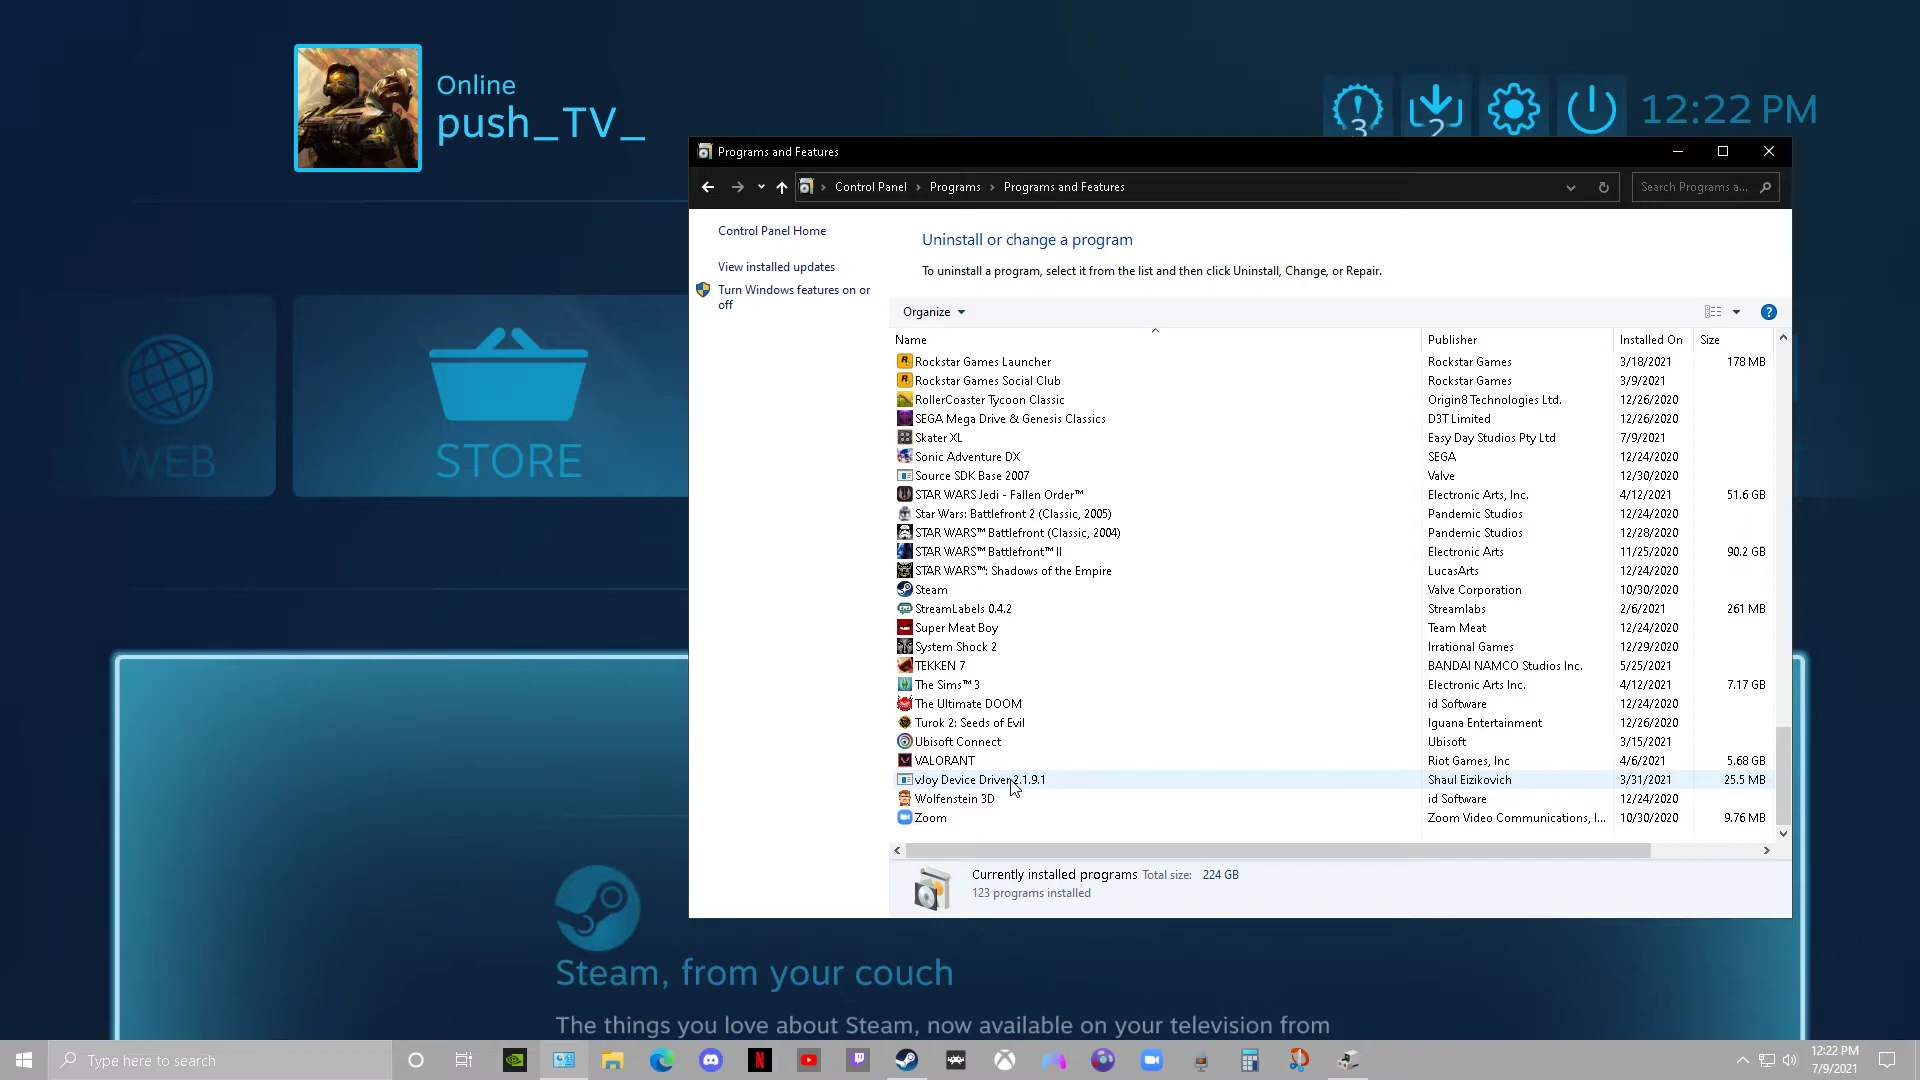 Online
push_TV_
3
2
12:22 PM
WEB
STORE
Steam, from your couch
The things you love about Steam, now available on your television from
Programs and Features
Control Panel > Programs > Programs and Features
Search Programs a...
Control Panel Home
View installed updates
Turn Windows features on or
off
Uninstall or change a program
To uninstall a program, select it from the list and then click Uninstall, Change, or Repair.
Organize
Name Publisher Installed On Size
Rockstar Games Launcher Rockstar Games 3/18/2021 178 MB
Rockstar Games Social Club Rockstar Games 3/9/2021
RollerCoaster Tycoon Classic Origin8 Technologies Ltd. 12/26/2020
SEGA Mega Drive & Genesis Classics D3T Limited 12/26/2020
Skater XL Easy Day Studios Pty Ltd 7/9/2021
Sonic Adventure DX SEGA 12/24/2020
Source SDK Base 2007 Valve 12/30/2020
STAR WARS Jedi - Fallen Order™ Electronic Arts, Inc. 4/12/2021 51.6 GB
Star Wars: Battlefront 2 (Classic, 2005) Pandemic Studios 12/24/2020
STAR WARS™ Battlefront (Classic, 2004) Pandemic Studios 12/28/2020
STAR WARS™ Battlefront™ II Electronic Arts 11/25/2020 90.2 GB
STAR WARS™: Shadows of the Empire LucasArts 12/24/2020
Steam Valve Corporation 10/30/2020
StreamLabels 0.4.2 Streamlabs 2/6/2021 261 MB
Super Meat Boy Team Meat 12/24/2020
System Shock 2 Irrational Games 12/29/2020
TEKKEN 7 BANDAI NAMCO Studios Inc. 5/25/2021
The Sims™ 3 Electronic Arts Inc. 4/12/2021 7.17 GB
The Ultimate DOOM id Software 12/24/2020
Turok 2: Seeds of Evil Iguana Entertainment 12/26/2020
Ubisoft Connect Ubisoft 3/15/2021
VALORANT Riot Games, Inc 4/6/2021 5.68 GB
vJoy Device Driver 2.1.9.1 Shaul Eizikovich 3/31/2021 25.5 MB
Wolfenstein 3D id Software 12/24/2020
Zoom Zoom Video Communications, I... 10/30/2020 9.76 MB
Currently installed programs Total size: 224 GB
123 programs installed
Type here to search
12:22 PM
7/9/2021